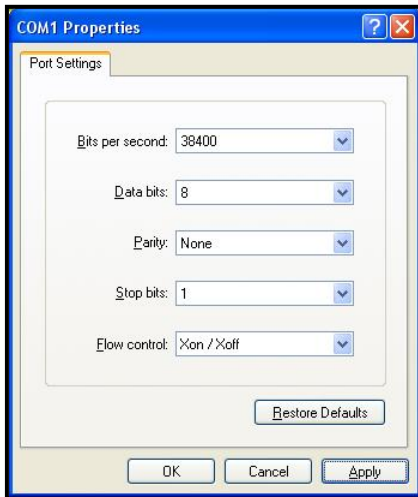 COM1 Properties
Port Settings
Bits per second: 38400
Data bits: 8
Parity: None
Stop bits: 1
Flow control: Xon / Xoff
Restore Defaults
OK Cancel Apply